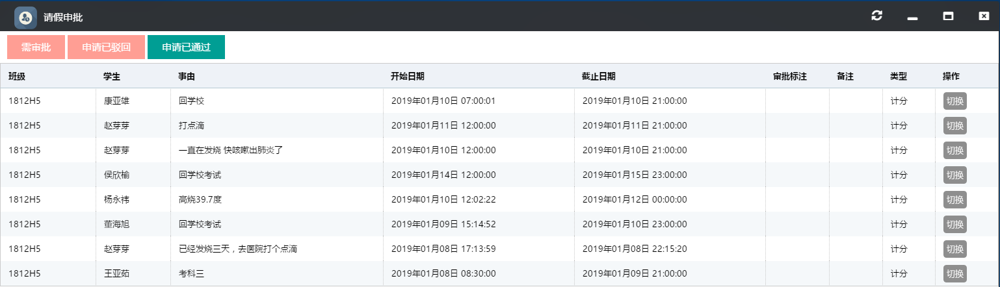 请假审批
需审批 申请已驳回 申请已通过
班级 学生 事由 开始日期 截止日期 审批标注 备注 类型 操作
1812H5 康亚雄 回学校 2019年01月10日 07:00:01 2019年01月10日 21:00:00 计分 切换
1812H5 赵芽芽 打点滴 2019年01月11日 12:00:00 2019年01月11日 21:00:00 计分 切换
1812H5 赵芽芽 一直在发烧 快咳嗽出肺炎了 2019年01月10日 12:00:00 2019年01月10日 21:00:00 计分 切换
1812H5 侯欣榆 回学校考试 2019年01月14日 12:00:00 2019年01月15日 23:00:00 计分 切换
1812H5 杨永祎 高烧39.7度 2019年01月10日 12:02:22 2019年01月12日 00:00:00 计分 切换
1812H5 董海旭 回学校考试 2019年01月09日 15:14:52 2019年01月10日 23:00:00 计分 切换
1812H5 赵芽芽 已经发烧三天，去医院打个点滴 2019年01月08日 17:13:59 2019年01月08日 22:15:20 计分 切换
1812H5 王亚茹 考科三 2019年01月08日 08:30:00 2019年01月09日 21:00:00 计分 切换